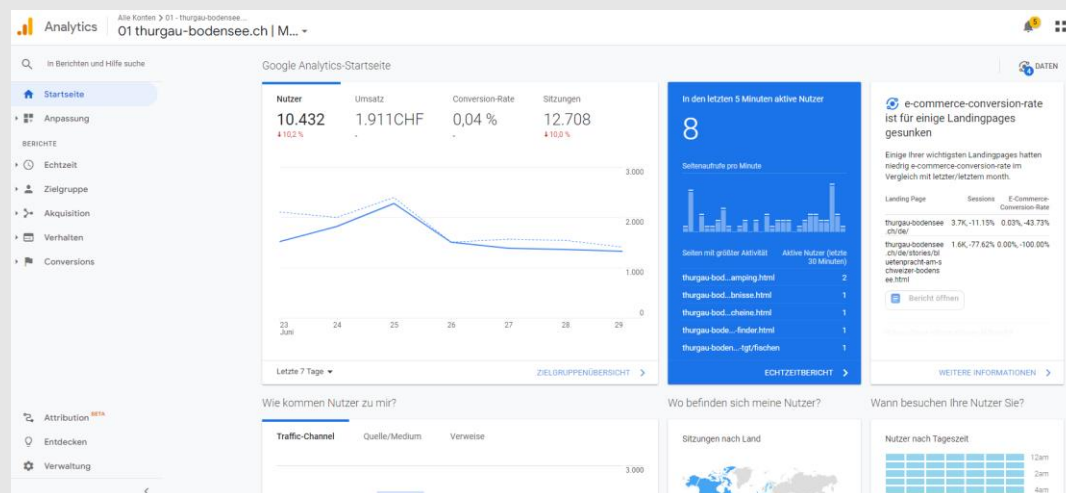 Analytics
Alle Konten > 01 - thurgau-bodensee...
01 thurgau-bodensee.ch | M...
5
In Berichten und Hilfe suche
Google Analytics-Startseite
4
DATEN
Startseite
Anpassung
BERICHTE
Echtzeit
Zielgruppe
Akquisition
Verhalten
Conversions
Attribution BETA
Entdecken
Verwaltung
Nutzer
10.432
10,2 %
Umsatz
1.911CHF
-
Conversion-Rate
0,04 %
-
Sitzungen
12.708
10,0 %
3.000
2.000
1.000
0
23 24 25 26 27 28 29
Juni
Letzte 7 Tage
ZIELGRUPPENÜBERSICHT >
In den letzten 5 Minuten aktive Nutzer
8
Seitenaufrufe pro Minute
Seiten mit größter Aktivität Aktive Nutzer (letzte
30 Minuten)
thurgau-bod...amping.html 2
thurgau-bod...bnisse.html 1
thurgau-bod...cheine.html 1
thurgau-bode...-finder.html 1
thurgau-boden...-tgt/fischen 1
ECHTZEITBERICHT >
e-commerce-conversion-rate
ist für einige Landingpages
gesunken
Einige Ihrer wichtigsten Landingpages hatten
niedrig e-commerce-conversion-rate im
Vergleich mit letzter/letztem month.
Landing Page Sessions E-Commerce-
Conversion-Rate
thurgau-bodensee 3.7K, -11.15% 0.03%, -43.73%
.ch/de/
thurgau-bodensee 1.6K, -77.62% 0.00%, -100.00%
.ch/de/stories/bl
uetenpracht-am-s
chweizer-bodens
ee.html
Bericht öffnen
WEITERE INFORMATIONEN >
Wie kommen Nutzer zu mir?
Traffic-Channel Quelle/Medium Verweise
3.000
Wo befinden sich meine Nutzer?
Sitzungen nach Land
Wann besuchen Ihre Nutzer Sie?
Nutzer nach Tageszeit
12am
2am
4am